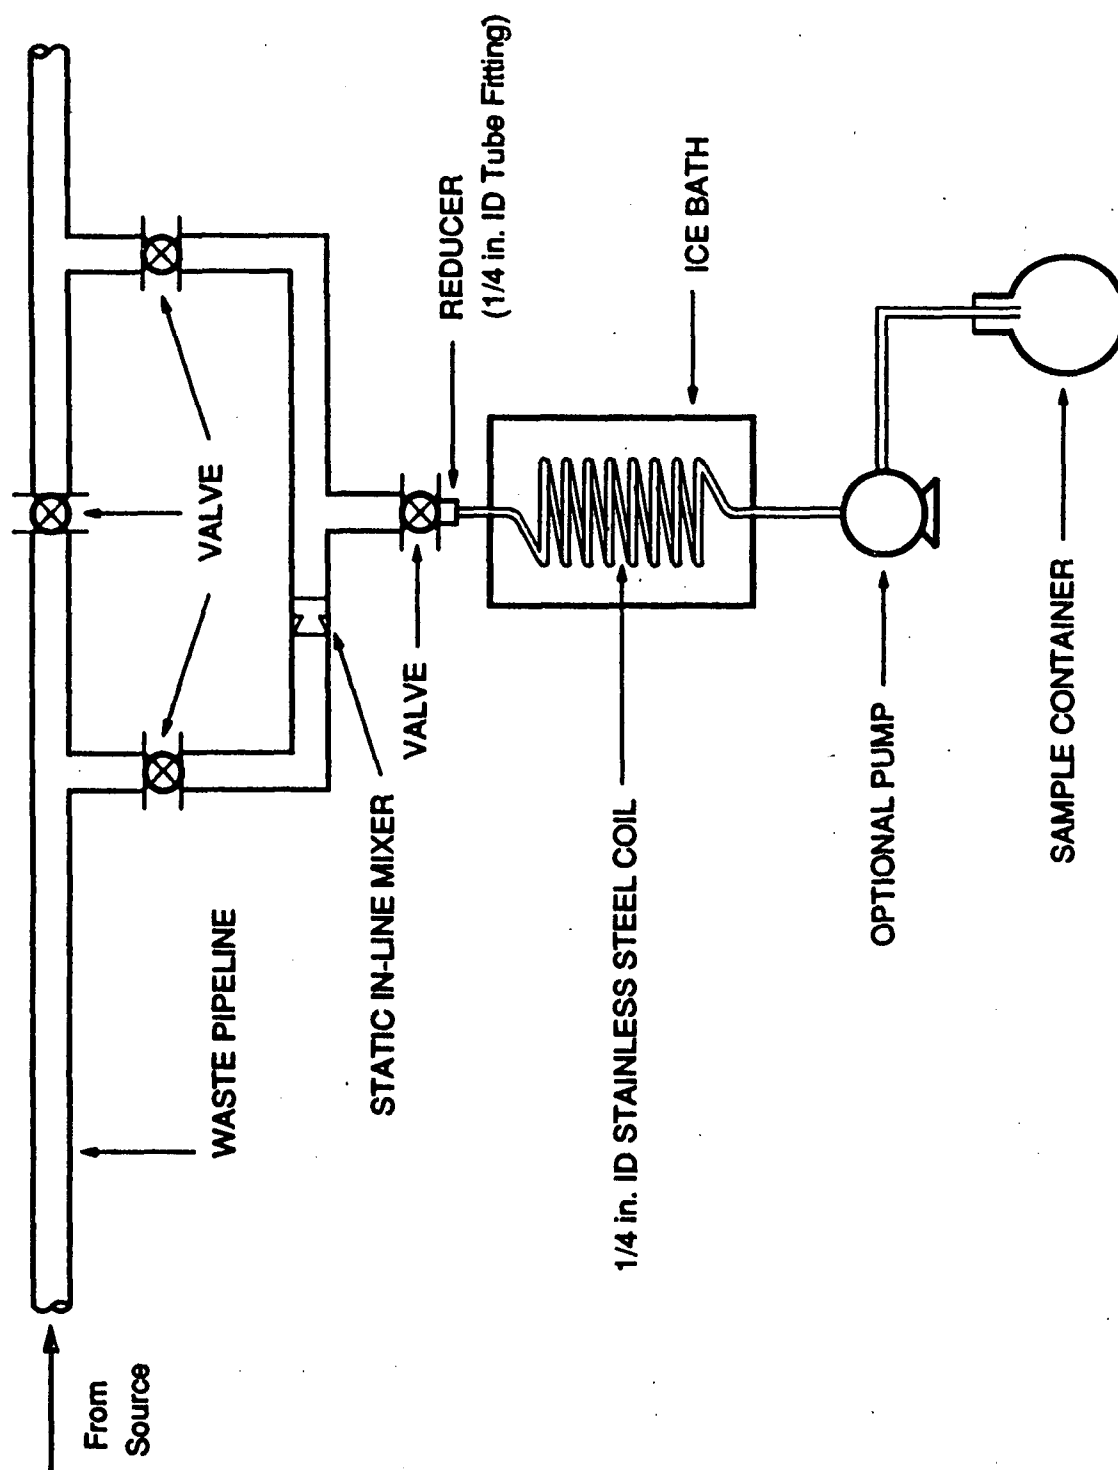 From
Source
WASTE PIPELINE
VALVE
STATIC IN-LINE MIXER
VALVE
REDUCER
(1/4 in. ID Tube Fitting)
1/4 in. ID STAINLESS STEEL COIL
ICE BATH
OPTIONAL PUMP
SAMPLE CONTAINER